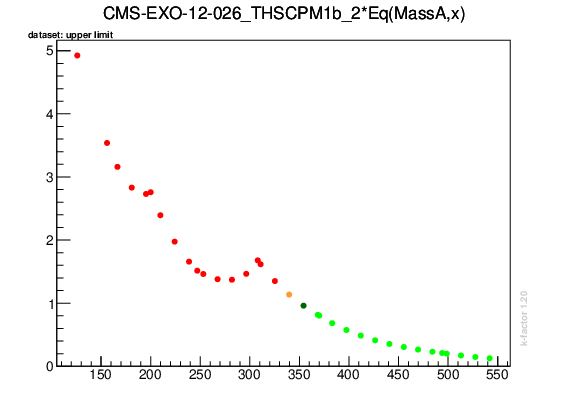 CMS-EXO-12-026_THSCPM1b_2*Eq(MassA,x)
dataset: upper limit
5
4
3
2
1
0
150 200 250 300 350 400 450 500 550
k-factor 1.20